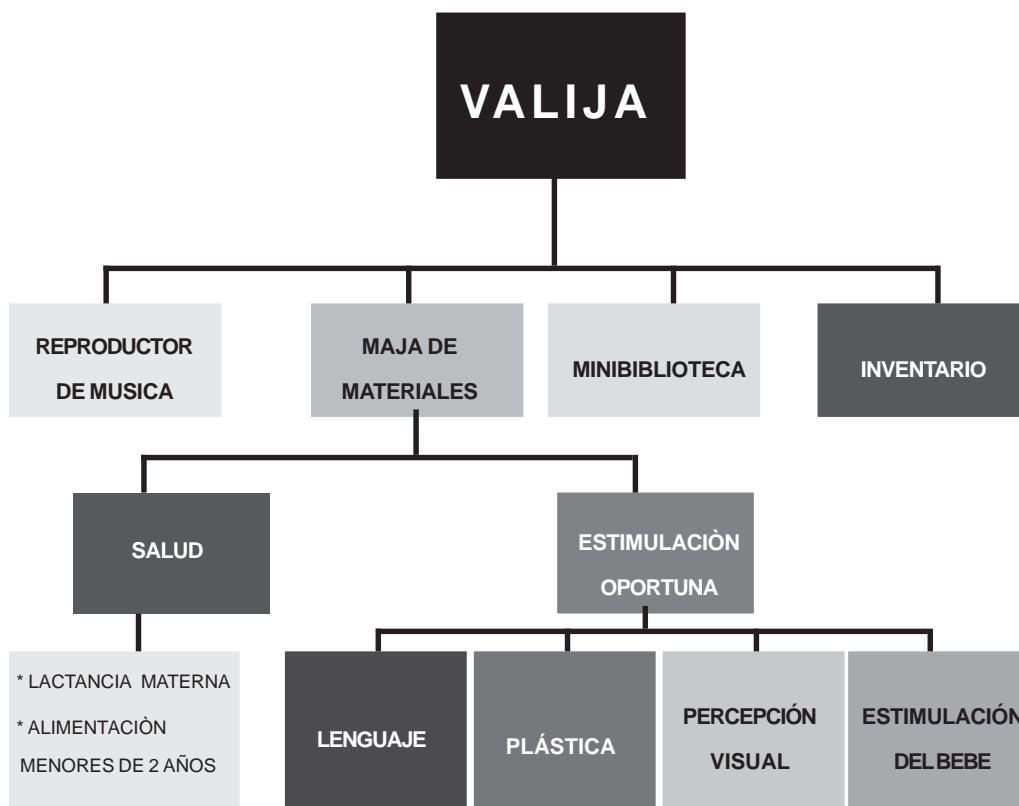 VALIJA
REPRODUCTOR
DE MUSICA
MAJA DE
MATERIALES
MINIBIBLIOTECA
INVENTARIO
SALUD
ESTIMULACIÒN
OPORTUNA
* LACTANCIA MATERNA
* ALIMENTACIÒN
MENORES DE 2 AÑOS
LENGUAJE
PLÁSTICA
PERCEPCIÓN
VISUAL
ESTIMULACIÓN
DEL BEBE